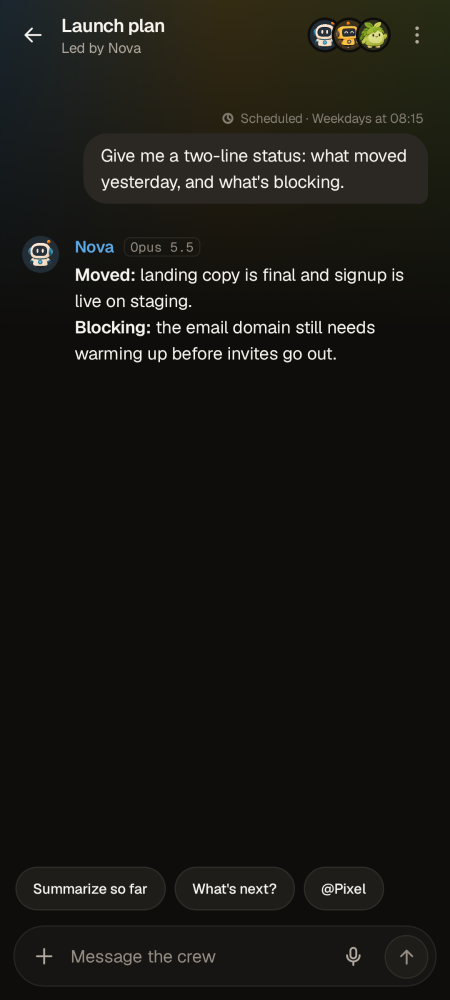 Launch plan
Led by Nova
Scheduled · Weekdays at 08:15
Give me a two-line status: what moved
yesterday, and what's blocking.
Nova Opus 5.5
Moved: landing copy is final and signup is
live on staging.
Blocking: the email domain still needs
warming up before invites go out.
Summarize so far
What's next?
@Pixel
Message the crew